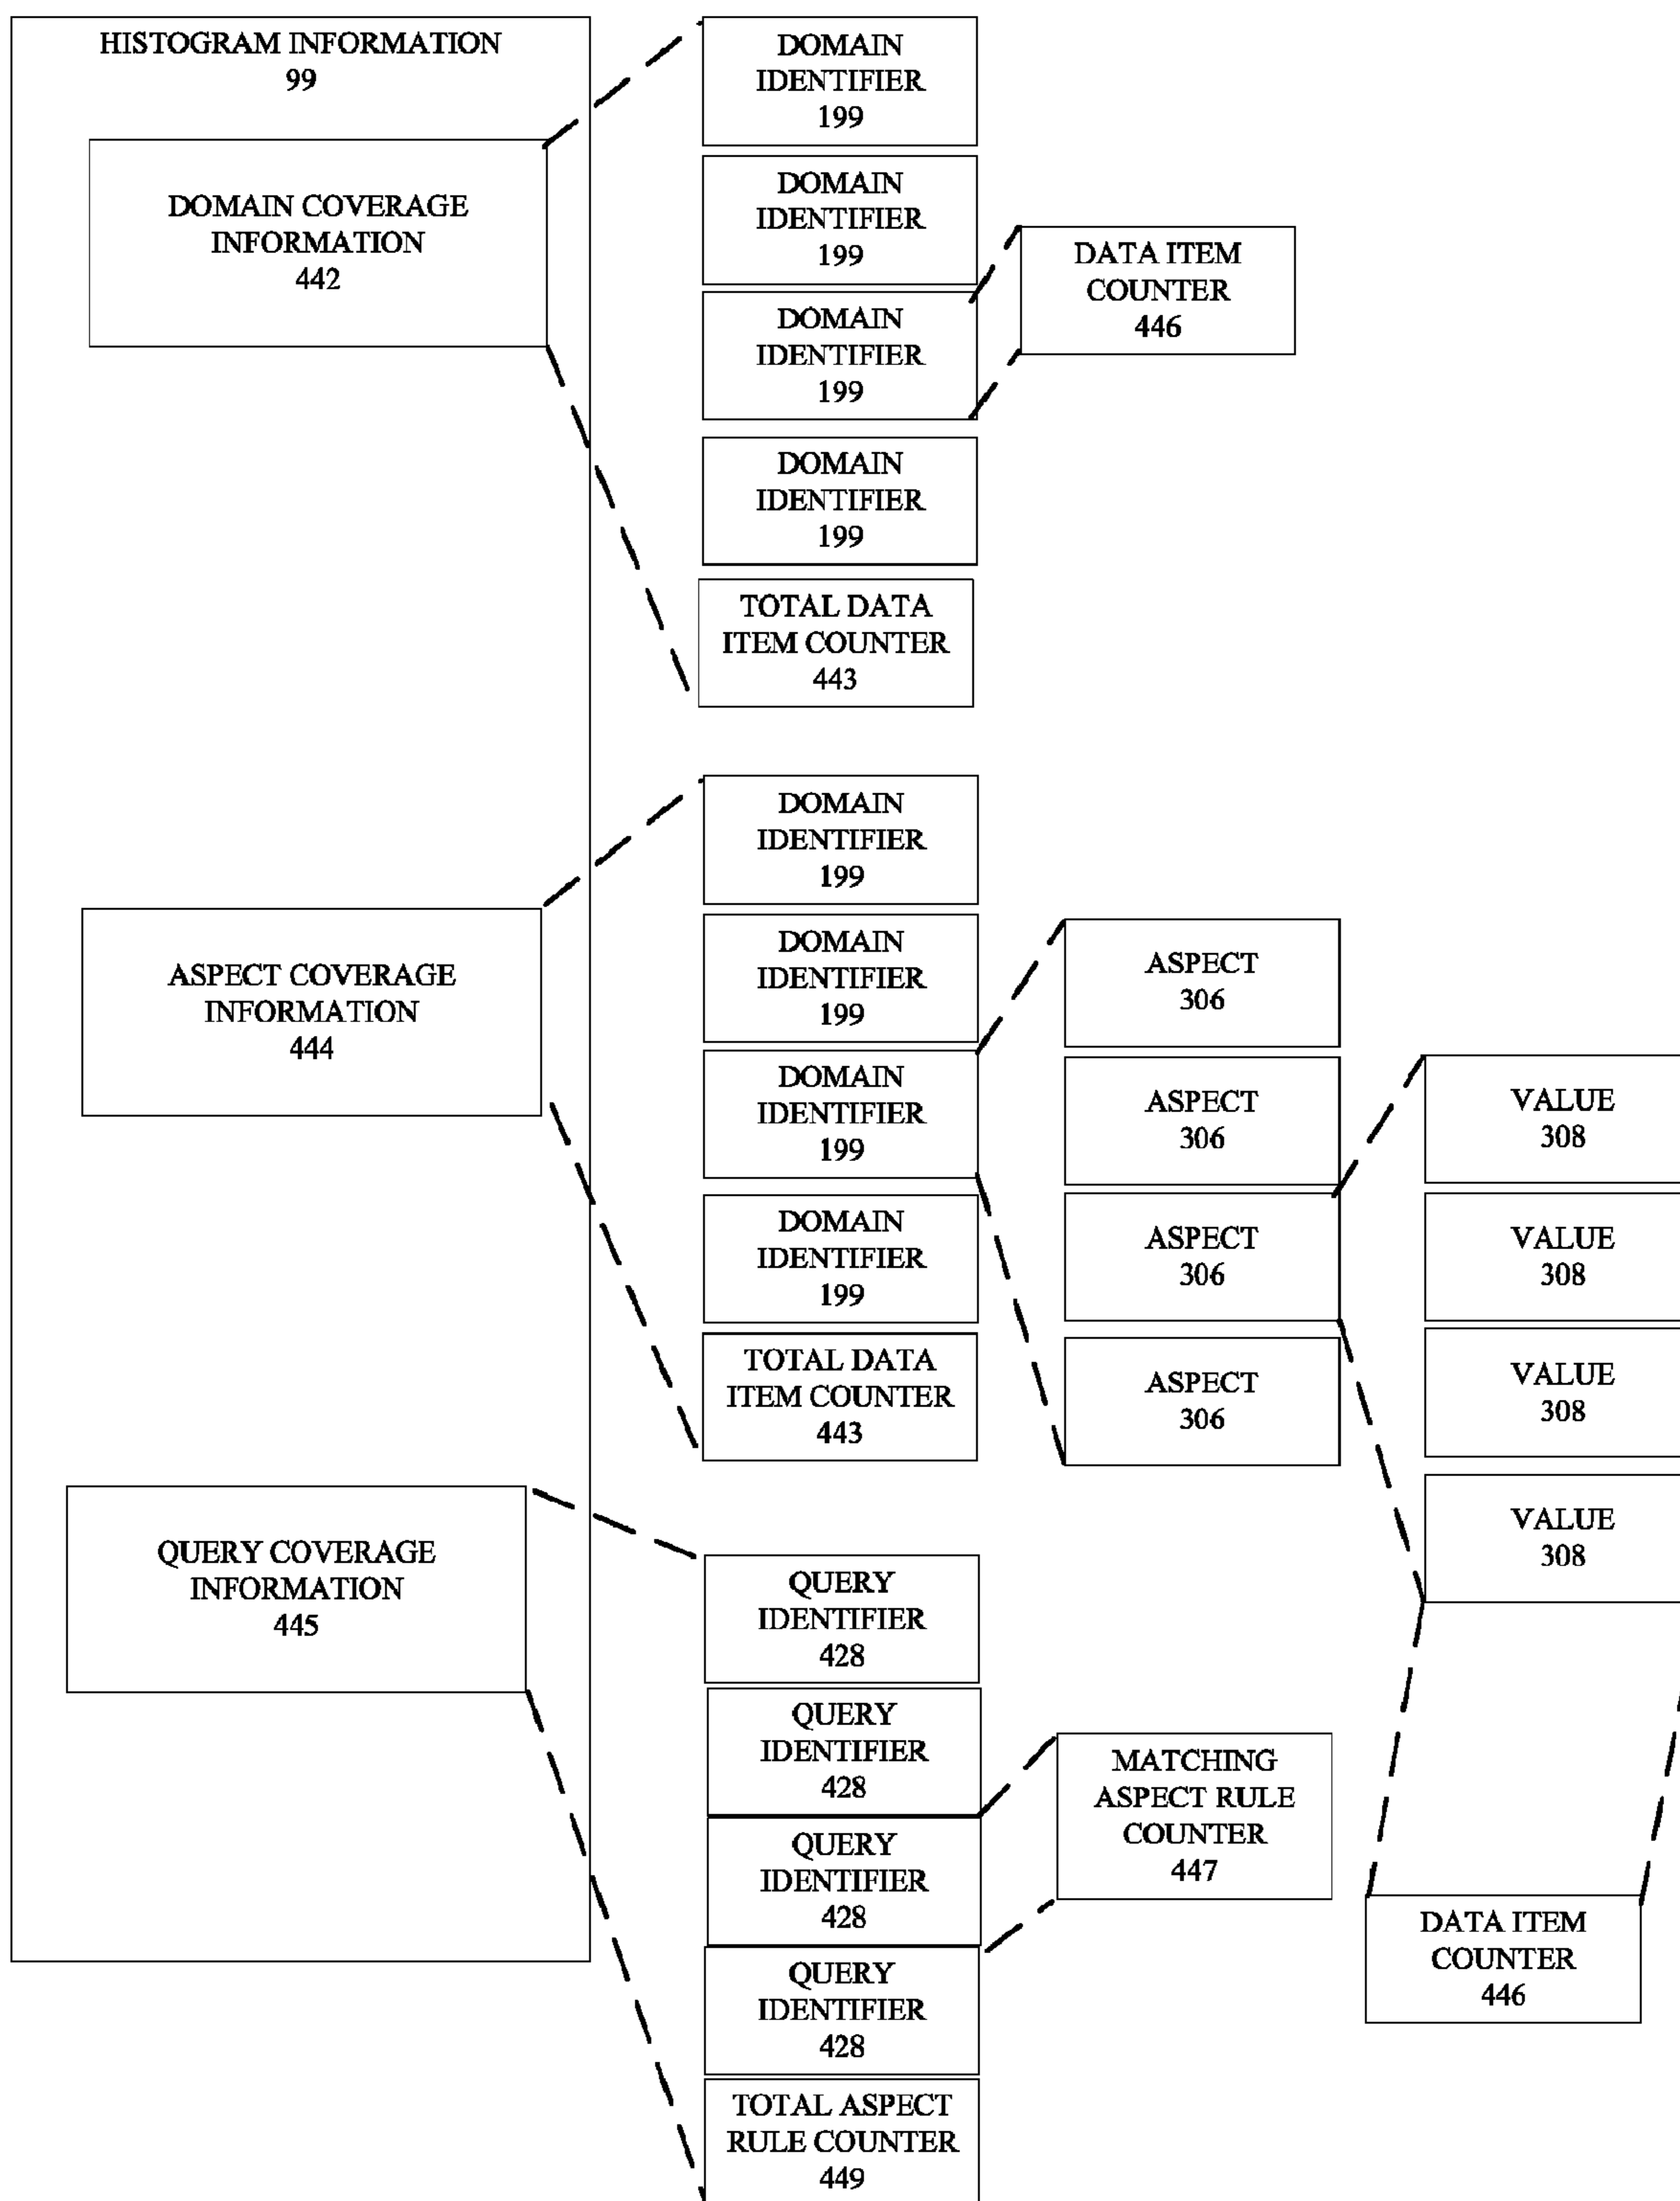 HISTOGRAM INFORMATION
99
DOMAIN COVERAGE
INFORMATION
442
DOMAIN
IDENTIFIER
199
DOMAIN
IDENTIFIER
199
DOMAIN
IDENTIFIER
199
DOMAIN
IDENTIFIER
199
TOTAL DATA
ITEM COUNTER
443
DATA ITEM
COUNTER
446
ASPECT COVERAGE
INFORMATION
444
DOMAIN
IDENTIFIER
199
DOMAIN
IDENTIFIER
199
DOMAIN
IDENTIFIER
199
DOMAIN
IDENTIFIER
199
TOTAL DATA
ITEM COUNTER
443
ASPECT
306
ASPECT
306
ASPECT
306
ASPECT
306
VALUE
308
VALUE
308
VALUE
308
VALUE
308
DATA ITEM
COUNTER
446
QUERY COVERAGE
INFORMATION
445
QUERY
IDENTIFIER
428
QUERY
IDENTIFIER
428
QUERY
IDENTIFIER
428
QUERY
IDENTIFIER
428
TOTAL ASPECT
RULE COUNTER
449
MATCHING
ASPECT RULE
COUNTER
447